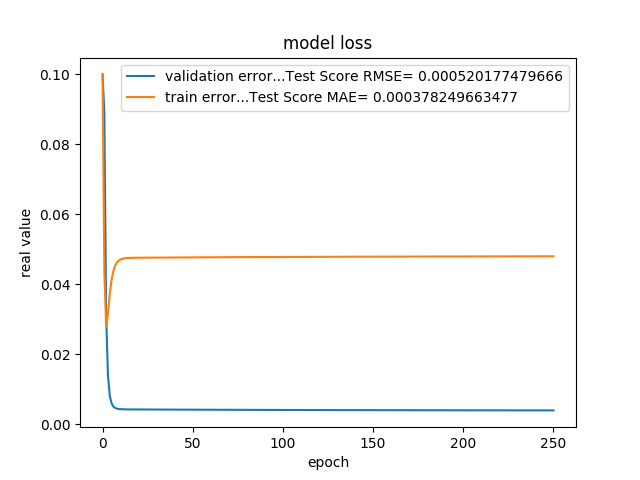 model loss
validation error...Test Score RMSE= 0.000520177479666
train error...Test Score MAE= 0.000378249663477
0.10
0.08
0.06
0.04
0.02
0.00
real value
0 50 100 150 200 250
epoch